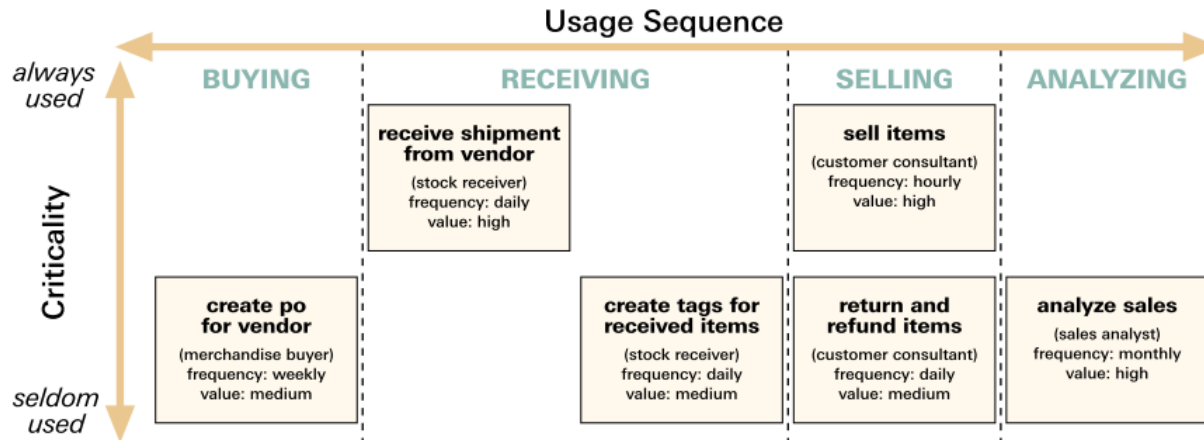 Usage Sequence
always
used
BUYING
RECEIVING
SELLING
ANALYZING
Criticality
seldom
used
receive shipment
from vendor
(stock receiver)
frequency: daily
value: high
sell items
(customer consultant)
frequency: hourly
value: high
create po
for vendor
(merchandise buyer)
frequency: weekly
value: medium
create tags for
received items
(stock receiver)
frequency: daily
value: medium
return and
refund items
(customer consultant)
frequency: daily
value: medium
analyze sales
(sales analyst)
frequency: monthly
value: high